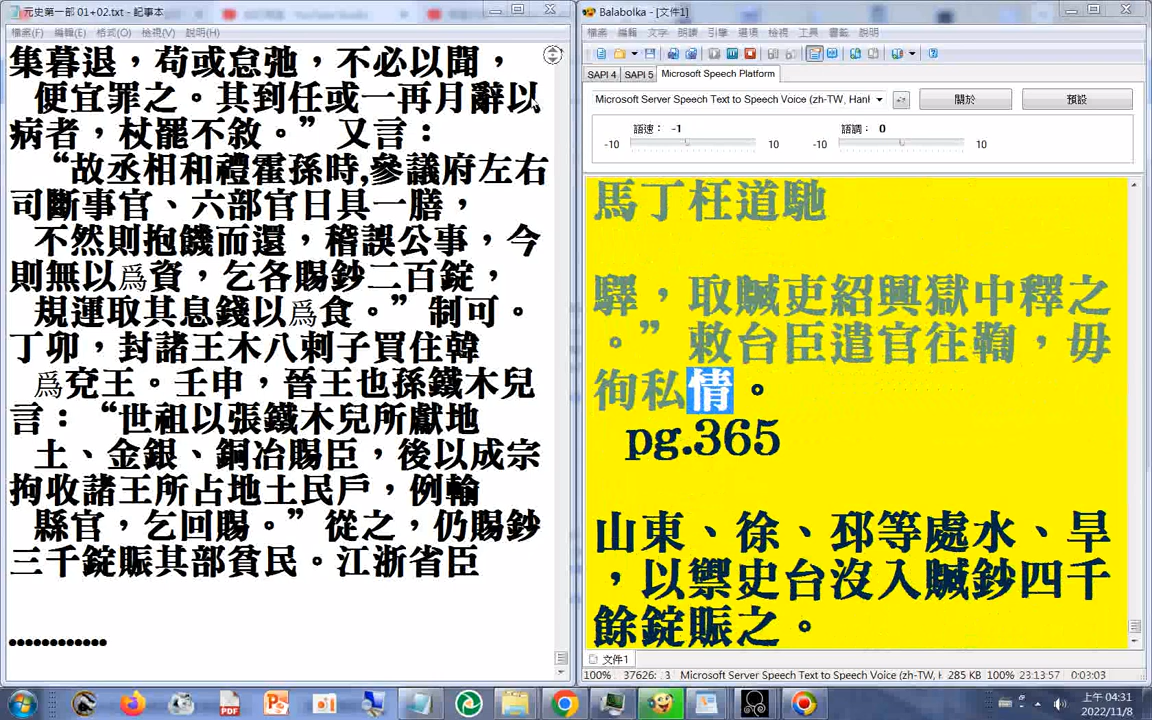 元史第一部 01+02.txt - 記事本
檔案(F) 編輯(E) 格式(O) 檢視(V) 說明(H)
集暮退，苟或怠弛，不必以聞，
便宜罪之。其到任或一再月辭以
病者，杖罷不敘。”又言：
“故丞相和禮霍孫時,參議府左右
司斷事官、六部官日具一膳，
不然則抱饑而還，稽誤公事，今
則無以爲資，乞各賜鈔二百錠，
規運取其息錢以爲食。”制可。
丁卯，封諸王木八剌子買住韓
爲兗王。壬申，晉王也孫鐵木兒
言：“世祖以張鐵木兒所獻地
土、金銀、銅冶賜臣，後以成宗
拘收諸王所占地土民戶，例輸
縣官，乞回賜。”從之，仍賜鈔
三千錠賑其部貧民。江浙省臣
••••••••••••
Balabolka - [文件1]
檔案 編輯 文字 朗讀 引擎 選項 檢視 工具 書籤 說明
SAPI 4 SAPI 5 Microsoft Speech Platform
Microsoft Server Speech Text to Speech Voice (zh-TW, Hanl 關於 預設
語速： -1 語調： 0
-10 10 -10 10
馬丁枉道馳
驛，取贓吏紹興獄中釋之
。”敕台臣遣官往鞫，毋
徇私情。
pg.365
山東、徐、邳等處水、旱
，以禦史台沒入贓鈔四千
餘錠賑之。
文件1
100% 37626: . 3 Microsoft Server Speech Text to Speech Voice (zh-TW, 285 KB 100% 23:13:57 0:03:03
上午 04:31
2022/11/8